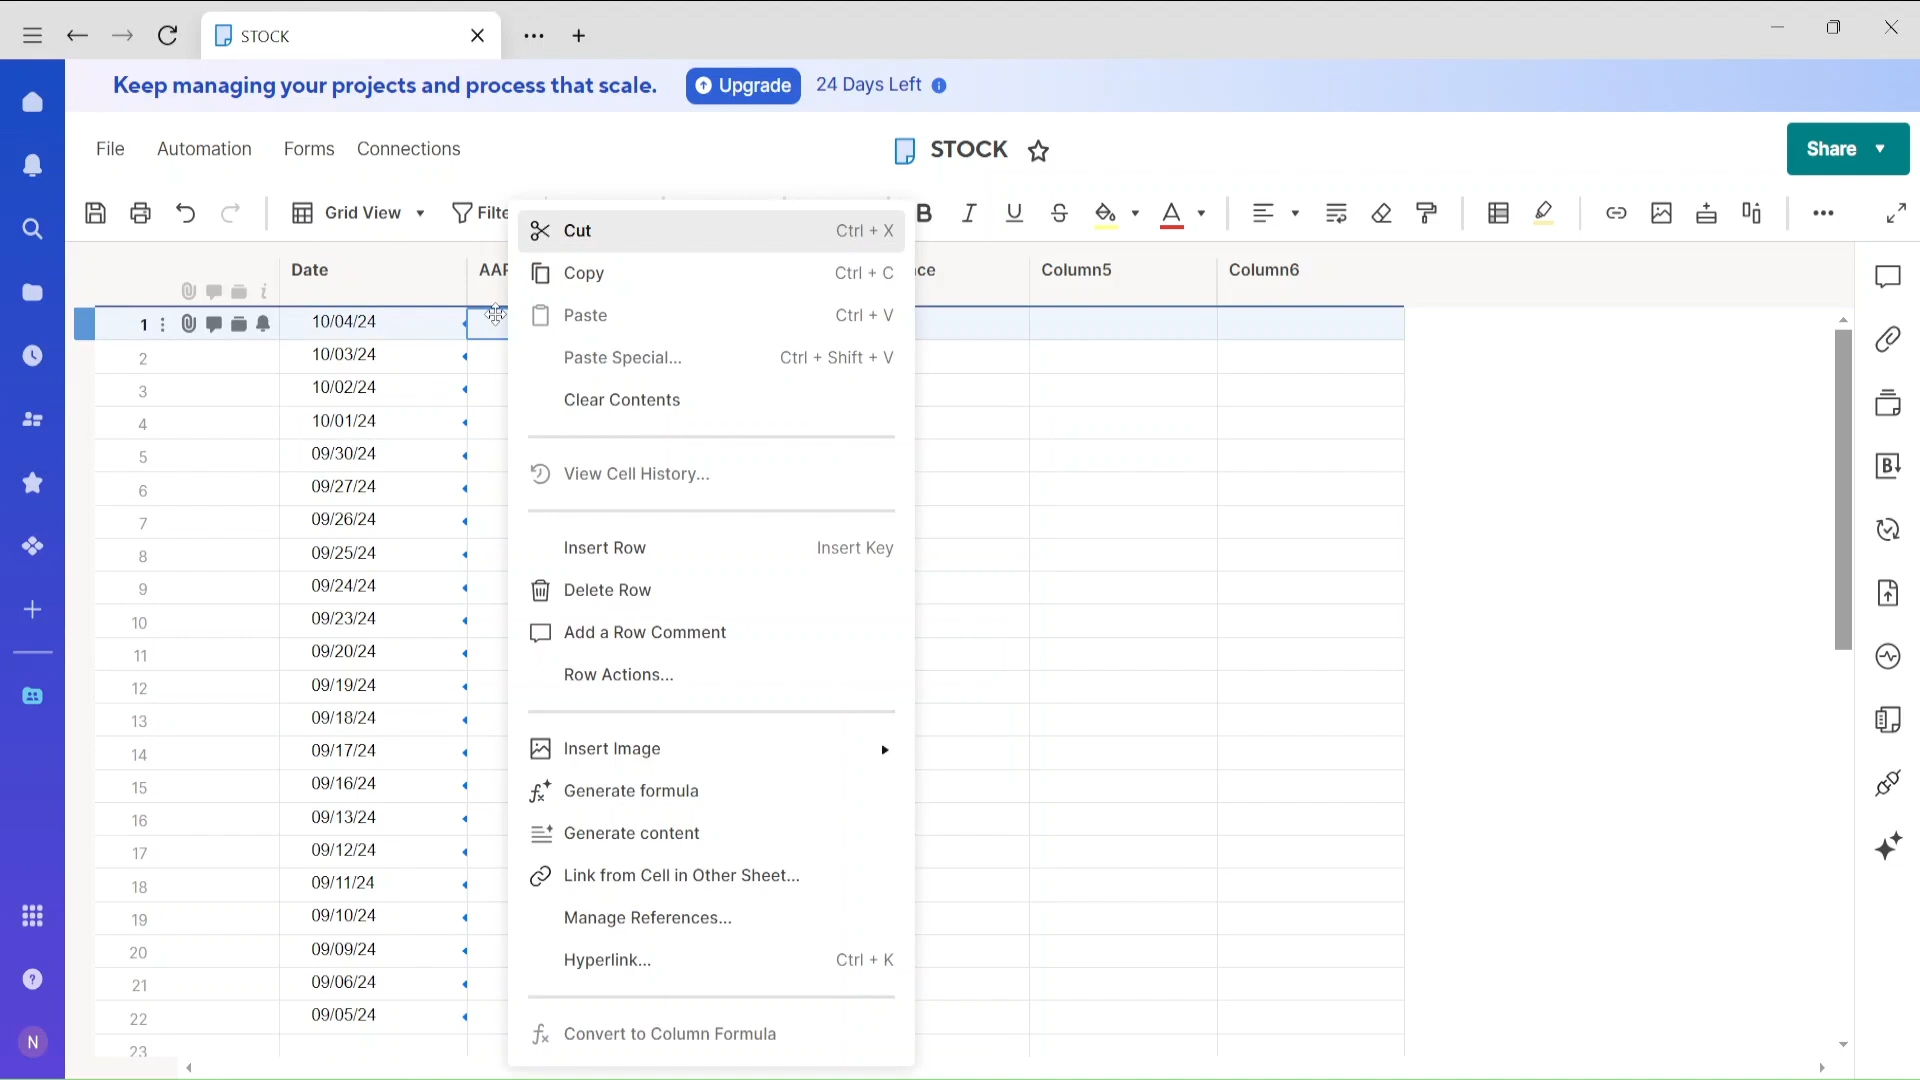 STOCK
Keep managing your projects and process that scale. Upgrade 24 Days Left
File Automation Forms Connections STOCK Share
Grid View Filte
Date AAP ce Column5 Column6
Cut Ctrl + X
Copy Ctrl + C
Paste Ctrl + V
Paste Special... Ctrl + Shift + V
Clear Contents
View Cell History...
Insert Row Insert Key
Delete Row
Add a Row Comment
Row Actions...
Insert Image
Generate formula
Generate content
Link from Cell in Other Sheet...
Manage References...
Hyperlink... Ctrl + K
Convert to Column Formula
1 10/04/24
2 10/03/24
3 10/02/24
4 10/01/24
5 09/30/24
6 09/27/24
7 09/26/24
8 09/25/24
9 09/24/24
10 09/23/24
11 09/20/24
12 09/19/24
13 09/18/24
14 09/17/24
15 09/16/24
16 09/13/24
17 09/12/24
18 09/11/24
19 09/10/24
20 09/09/24
21 09/06/24
22 09/05/24
23
N